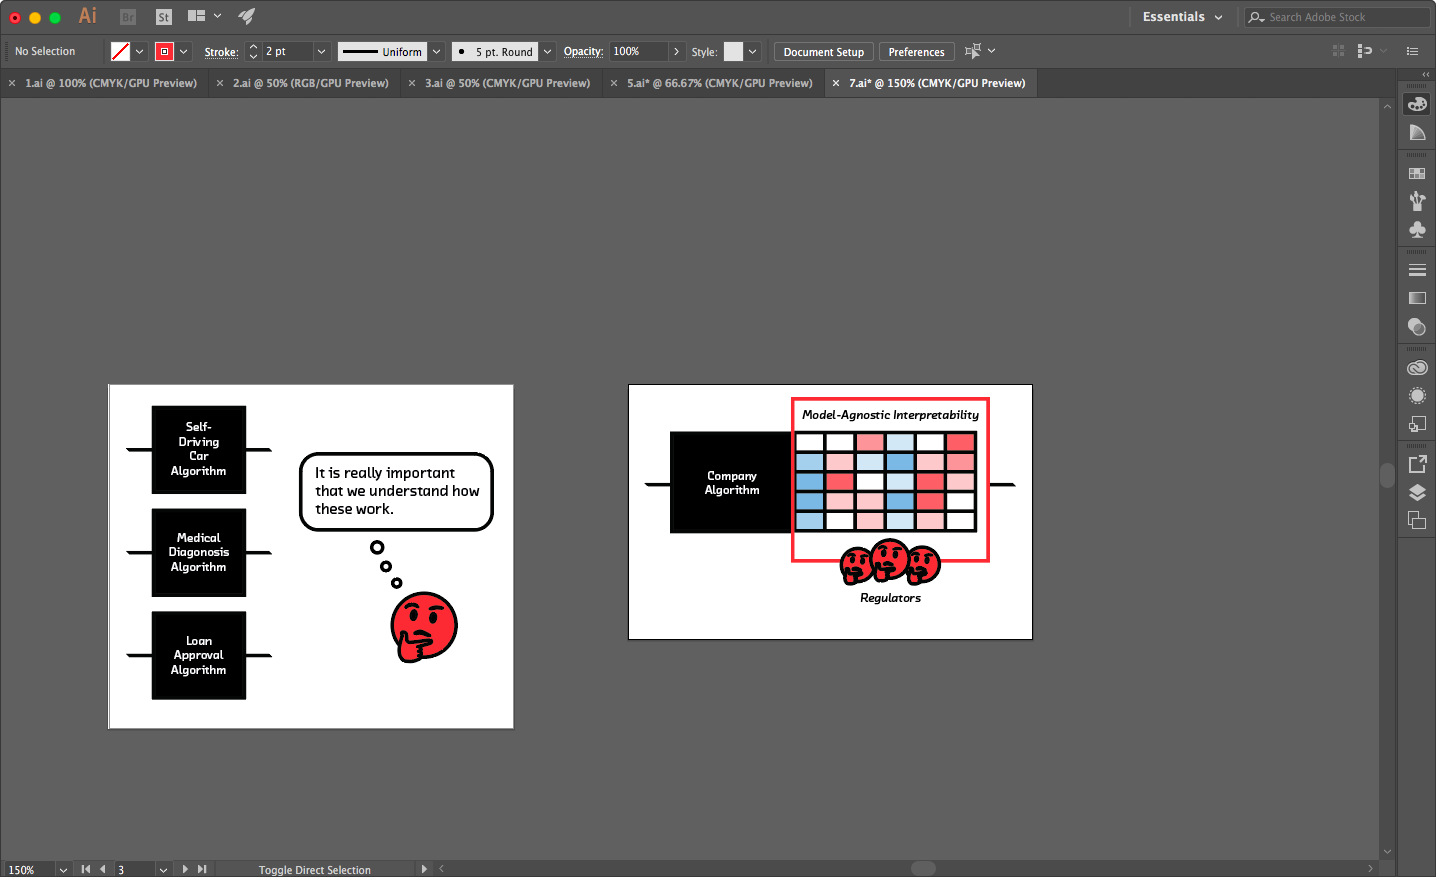 Ai
Br
St
Essentials
Search Adobe Stock
No Selection
Stroke:
2 pt
Uniform
5 pt. Round
Opacity:
100%
Style:
Document Setup
Preferences
1.ai @ 100% (CMYK/GPU Preview)
2.ai @ 50% (RGB/GPU Preview)
3.ai @ 50% (CMYK/GPU Preview)
5.ai* @ 66.67% (CMYK/GPU Preview)
7.ai* @ 150% (CMYK/GPU Preview)
Self-
Driving
Car
Algorithm
Medical
Diagonosis
Algorithm
Loan
Approval
Algorithm
It is really important
that we understand how
these work.
Model-Agnostic Interpretability
Company
Algorithm
Regulators
150%
3
Toggle Direct Selection